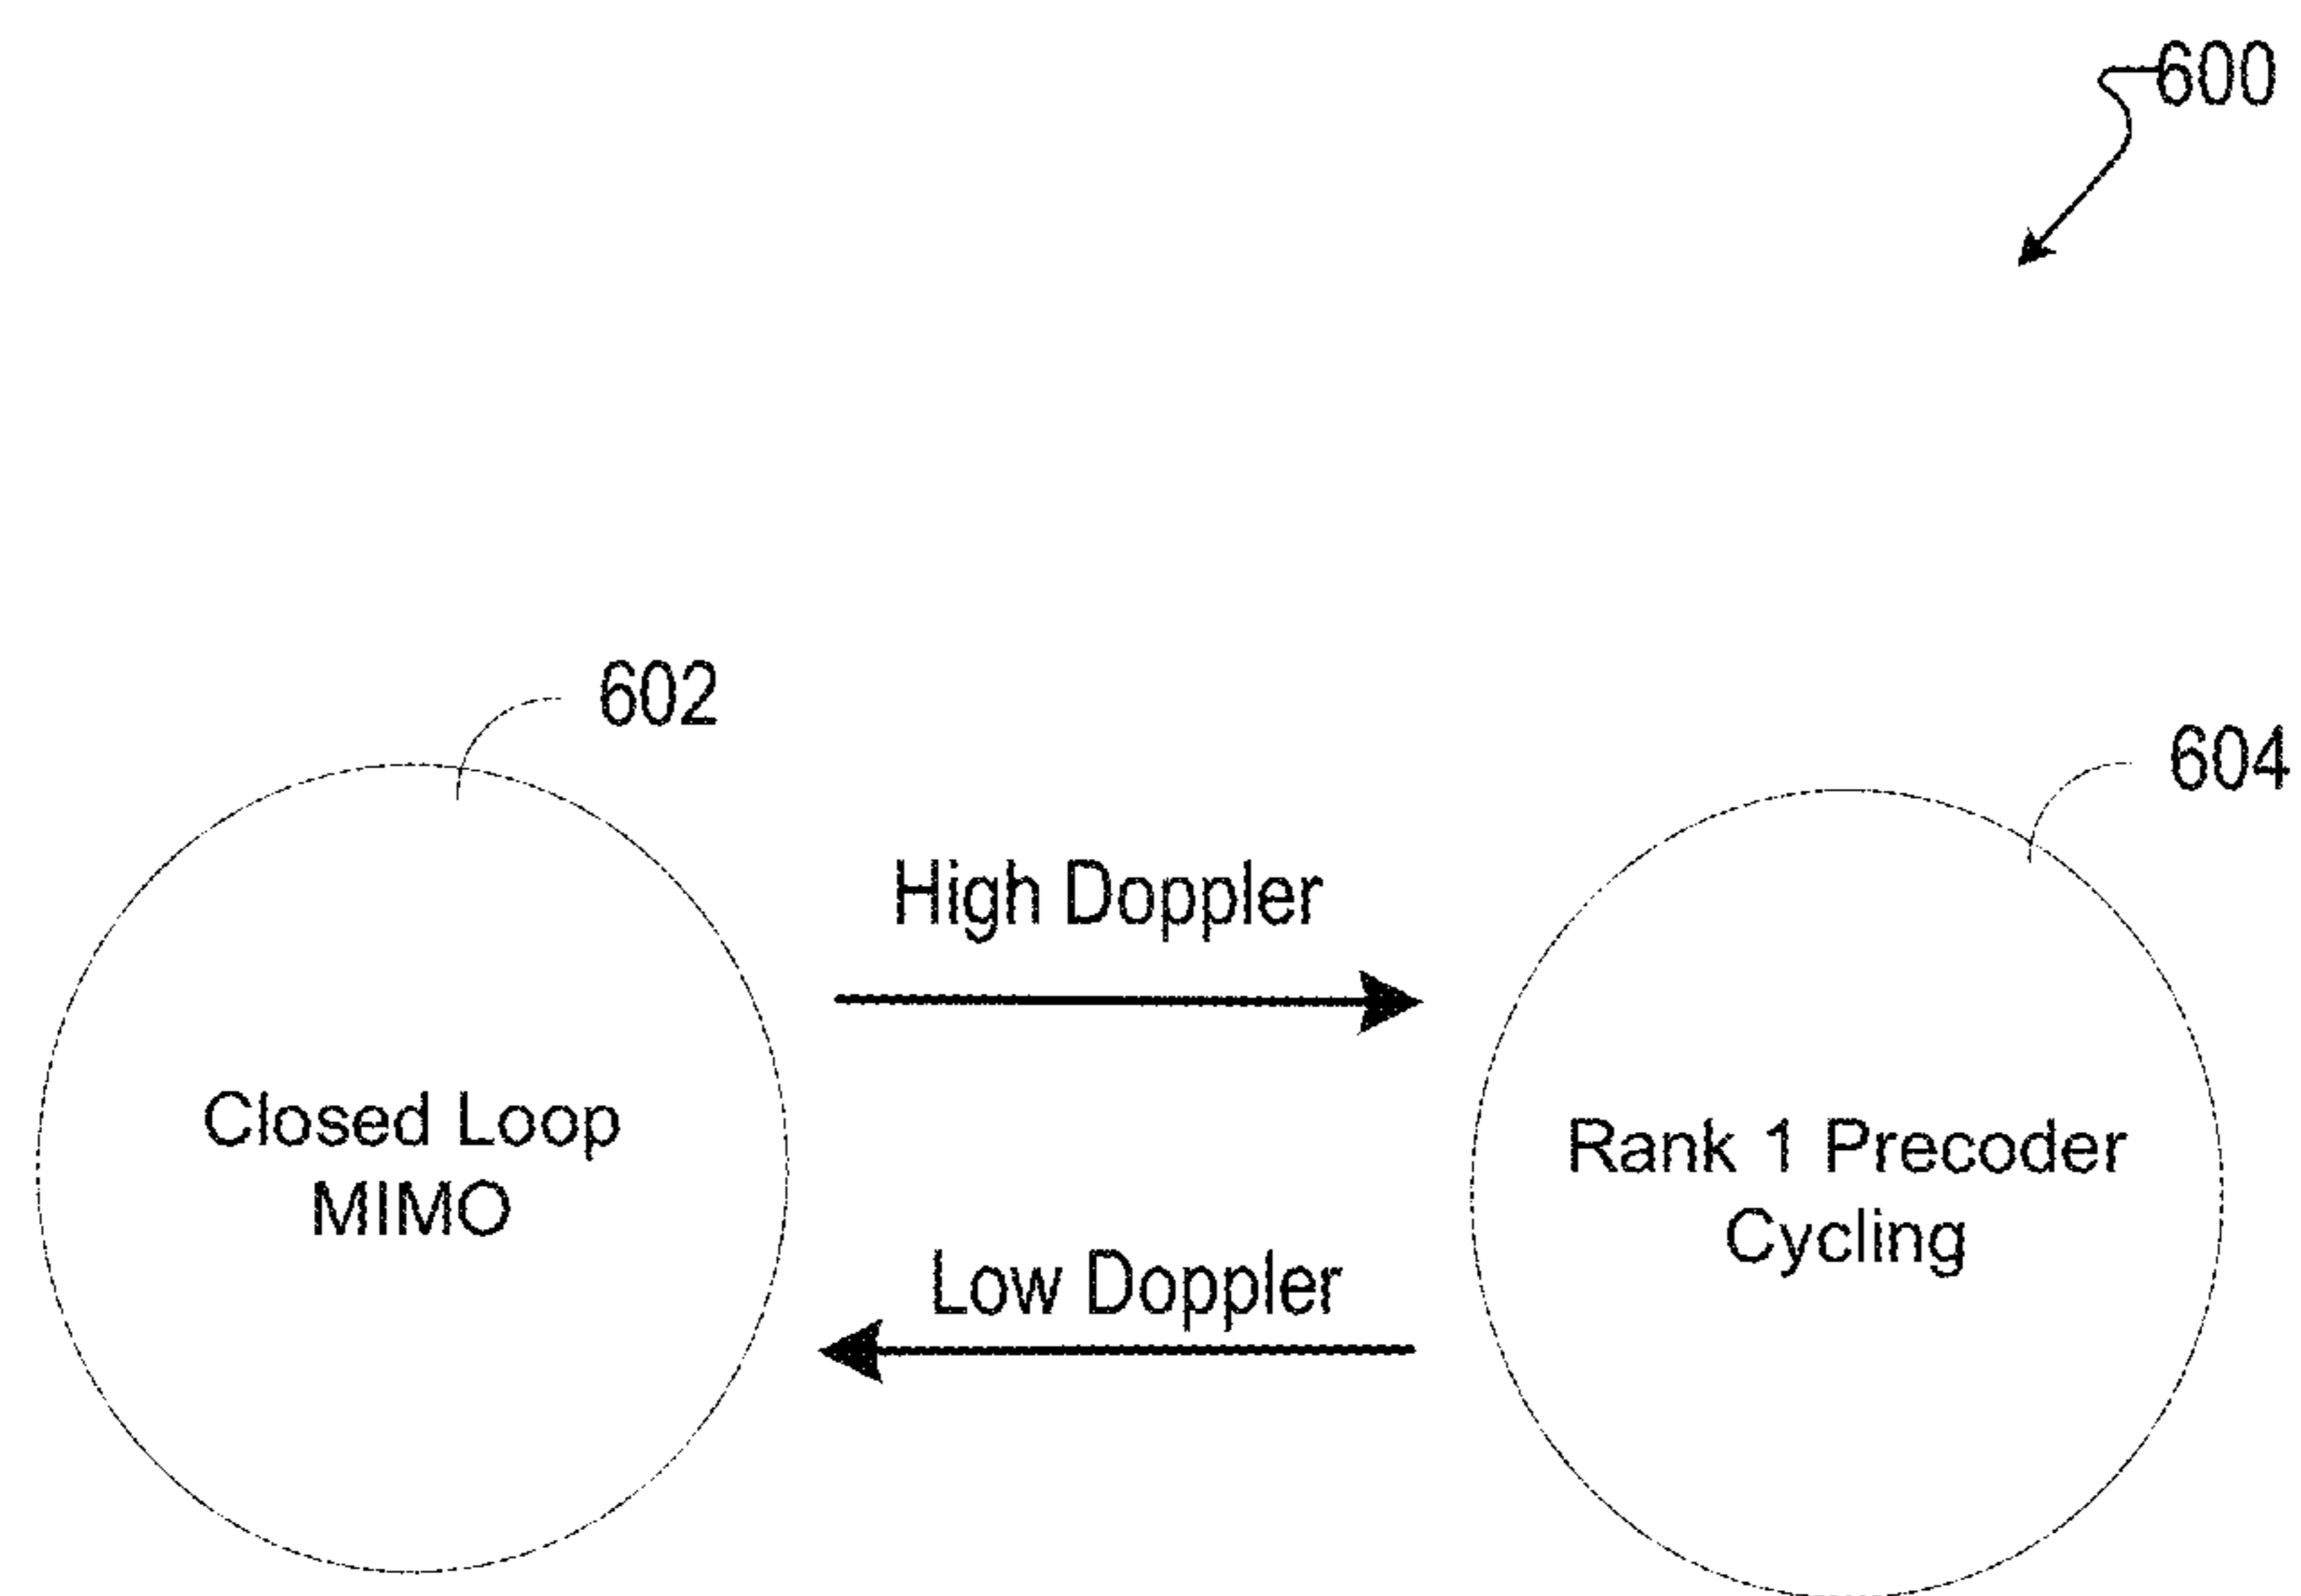 600
602
604
High Doppler
Closed Loop
MIMO
Rank 1 Precoder
Cycling
Low Doppler